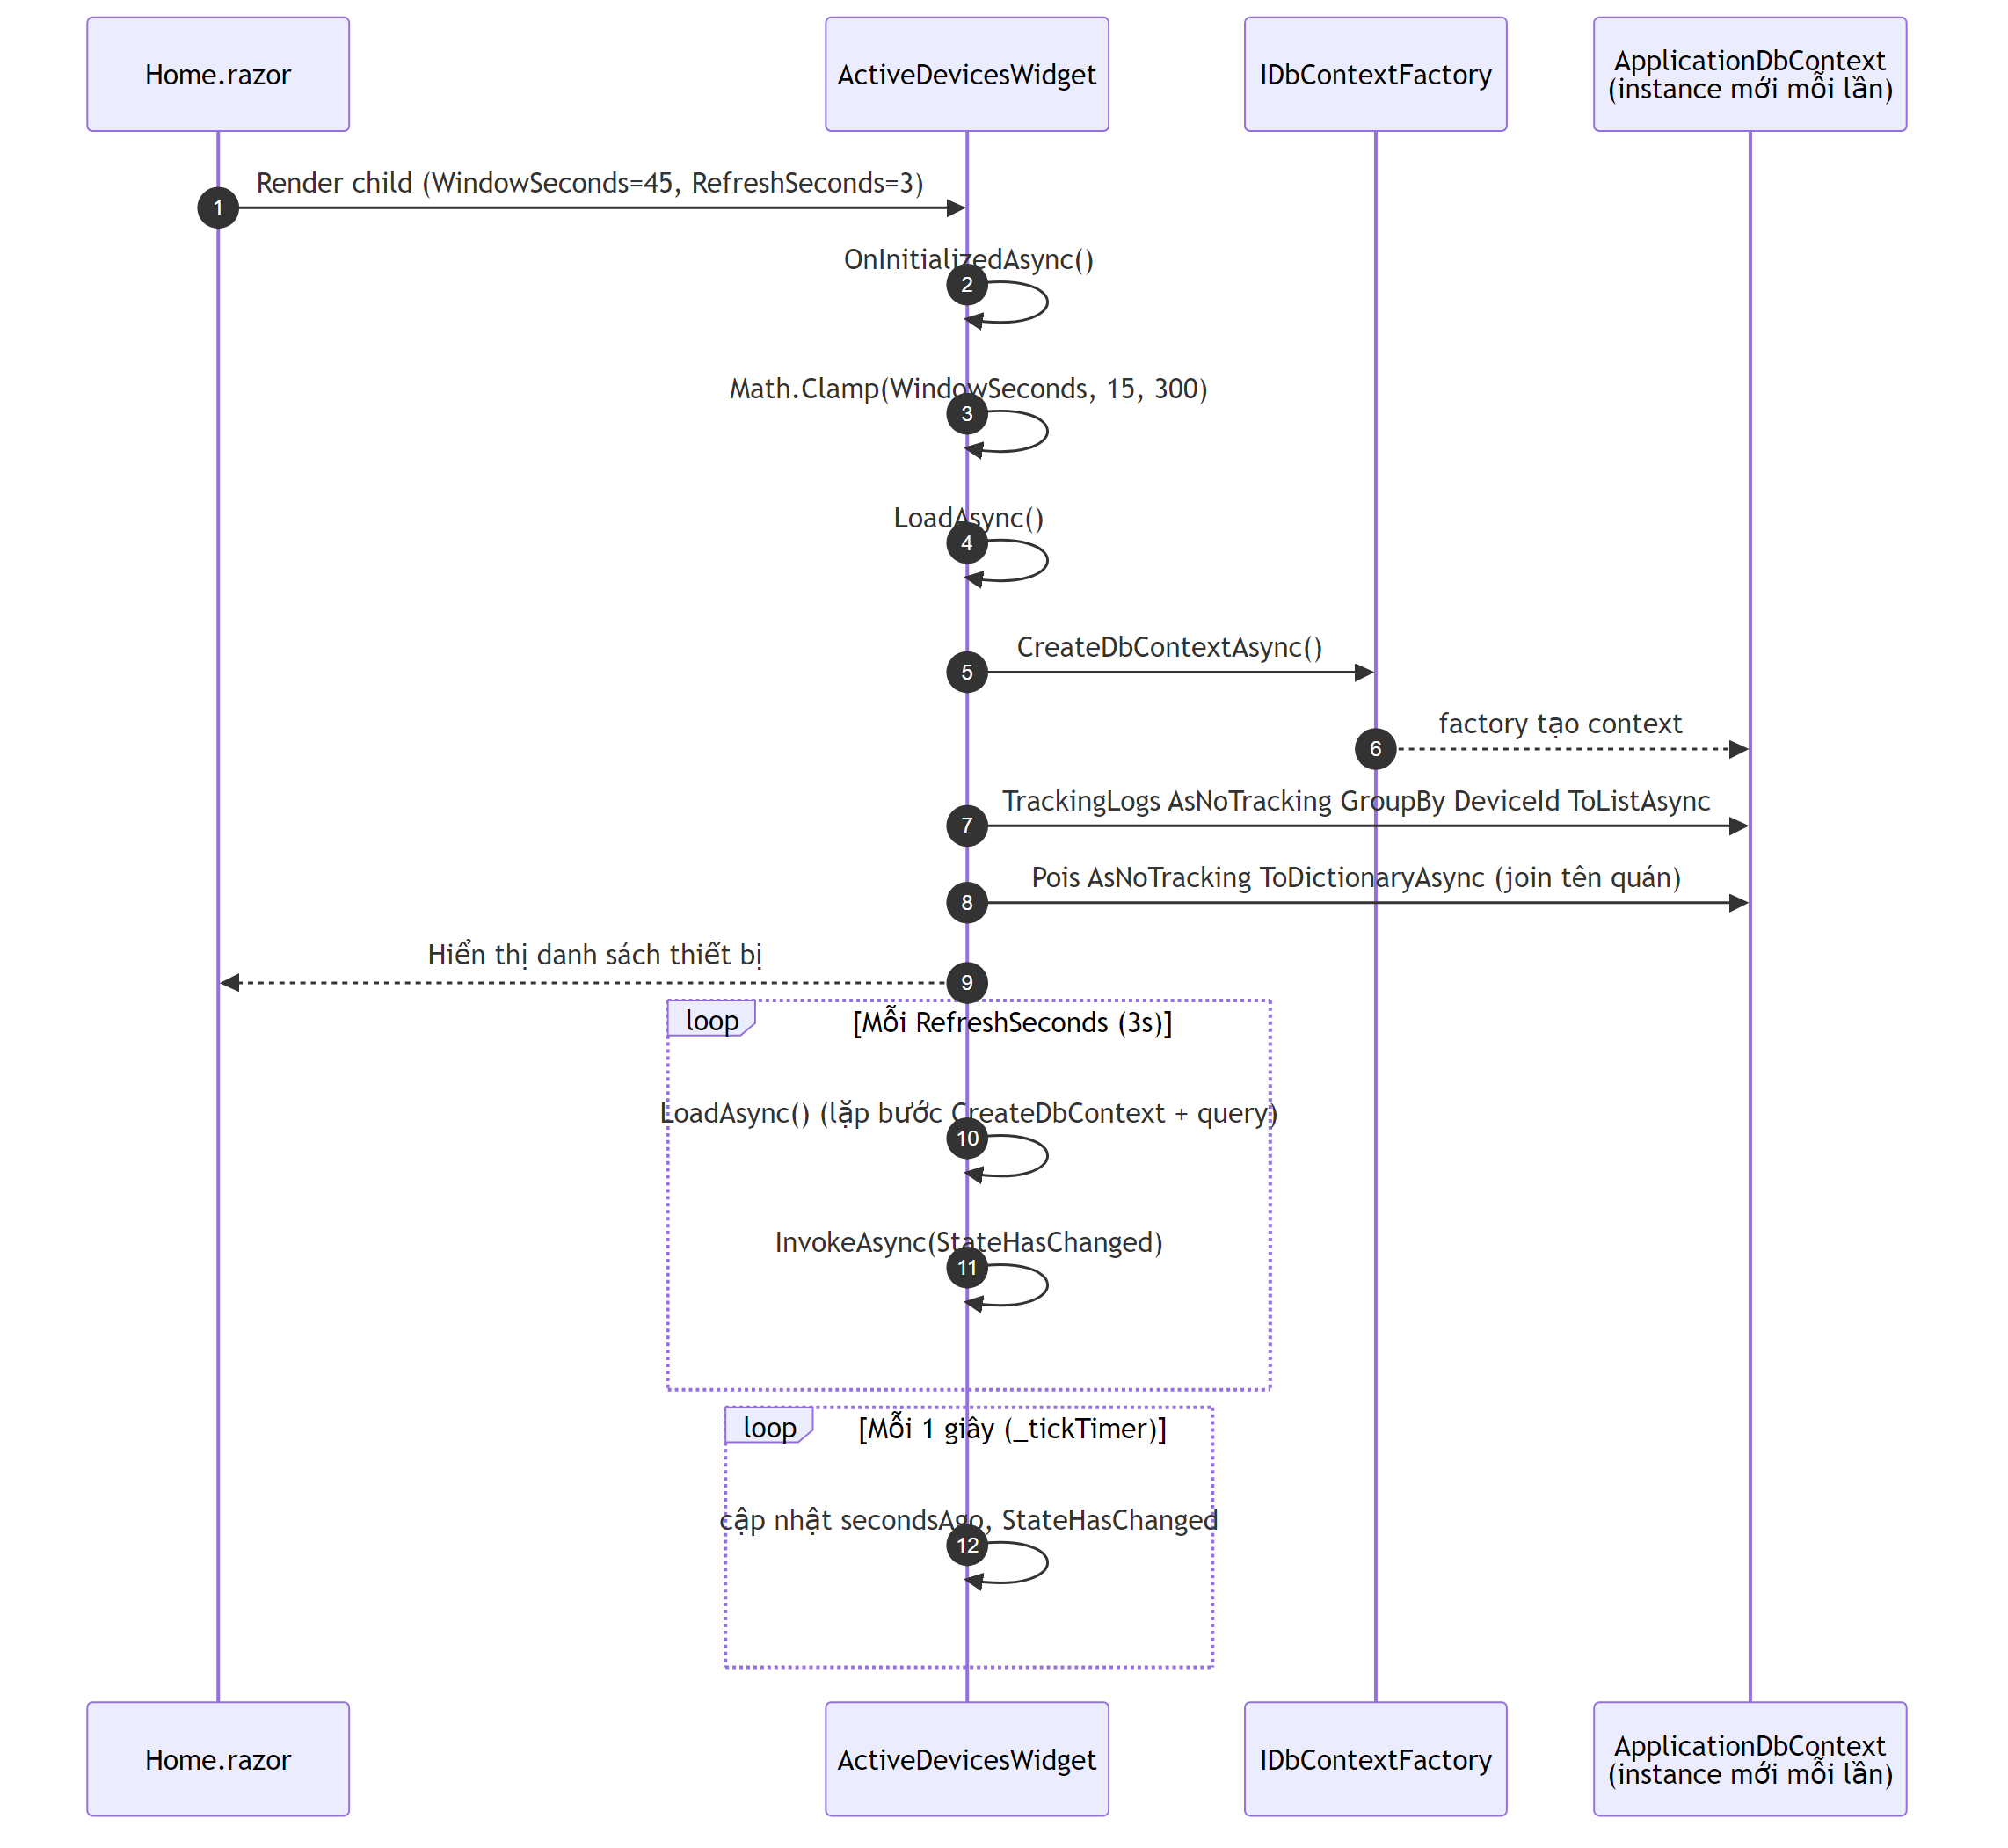 Home.razor
ActiveDevicesWidget
IDbContextFactory
ApplicationDbContext
(instance mới mỗi lần)
Render child (WindowSeconds=45, RefreshSeconds=3)
1
OnInitializedAsync()
2
Math.Clamp(WindowSeconds, 15, 300)
3
LoadAsync()
4
CreateDbContextAsync()
5
factory tạo context
6
TrackingLogs AsNoTracking GroupBy DeviceId ToListAsync
7
Pois AsNoTracking ToDictionaryAsync (join tên quán)
8
Hiển thị danh sách thiết bị
9
loop
[Mỗi RefreshSeconds (3s)]
LoadAsync() (lặp bước CreateDbContext + query)
10
InvokeAsync(StateHasChanged)
11
loop
[Mỗi 1 giây (_tickTimer)]
cập nhật secondsAgo, StateHasChanged
12
Home.razor
ActiveDevicesWidget
IDbContextFactory
ApplicationDbContext
(instance mới mỗi lần)